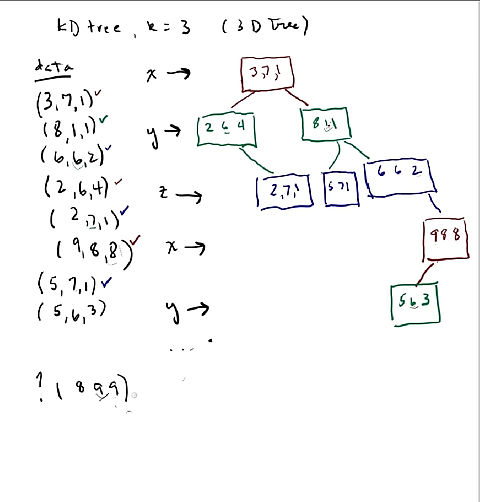 KD tree, k = 3 (3D Tree)
data
x → 3,7,1
(3,7,1)✓
(8,1,1)✓
y → 2 6 4 8 1 1
(6,6,2)✓
(2,6,4)✓
z → 2,7,1 5 7 1 6 6 2
(2,7,1)✓
(9,8,8)✓
x → 9 8 8
(5,7,1)✓
(5,6,3)
y → 5 6 3
....
? (8 9 9)